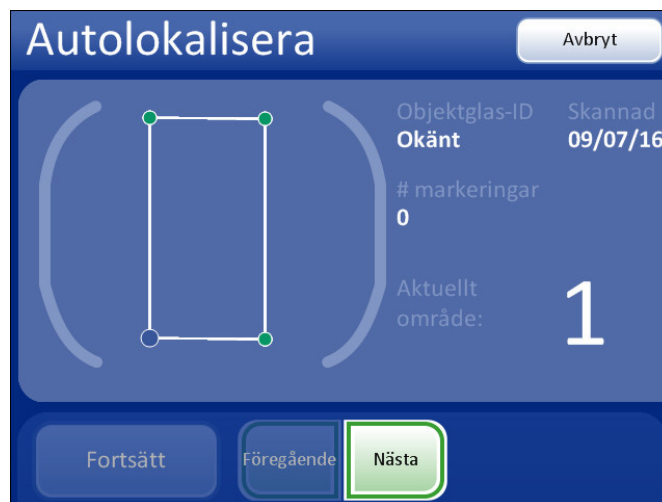 Autolokalisera
Avbryt
Objektglas-ID
Skannad
Okänt
09/07/16
# markeringar
0
Aktuellt
område:
1
Fortsätt
Föregående
Nästa